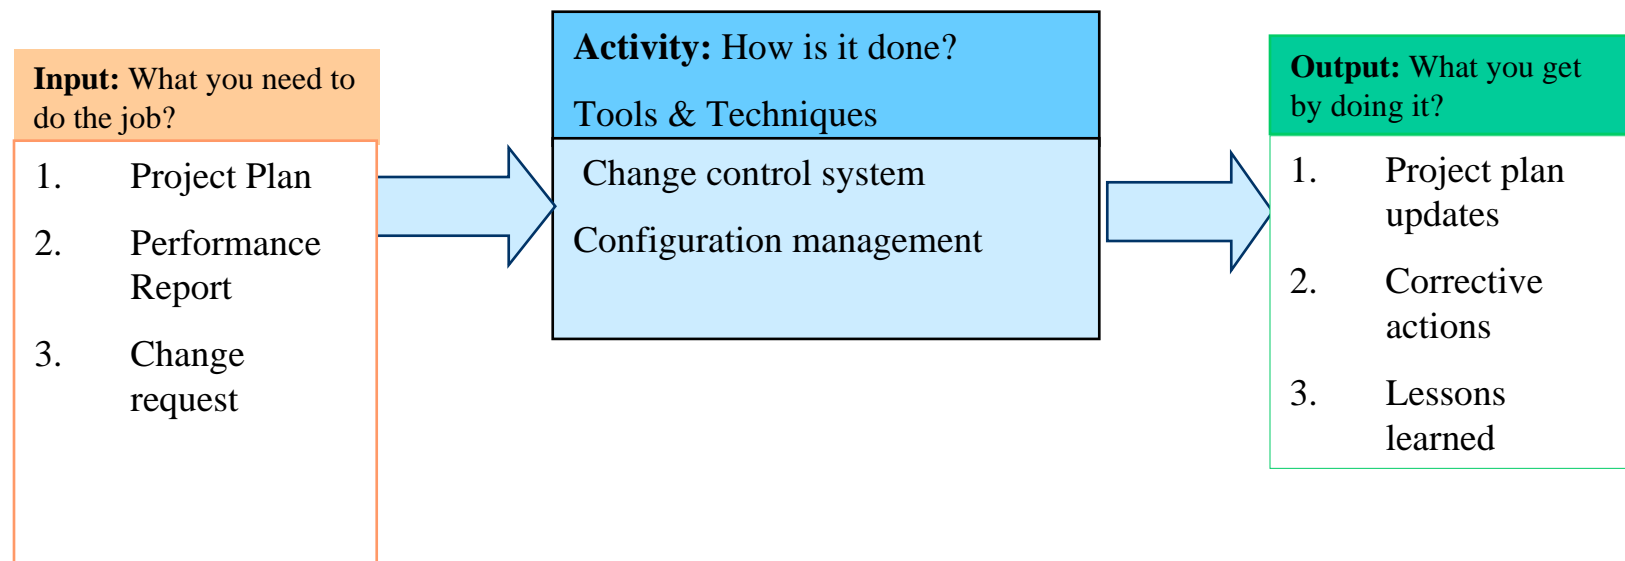 Input: What you need to
do the job?
1. Project Plan
2. Performance
Report
3. Change
request
Activity: How is it done?
Tools & Techniques
Change control system
Configuration management
Output: What you get
by doing it?
1. Project plan
updates
2. Corrective
actions
3. Lessons
learned